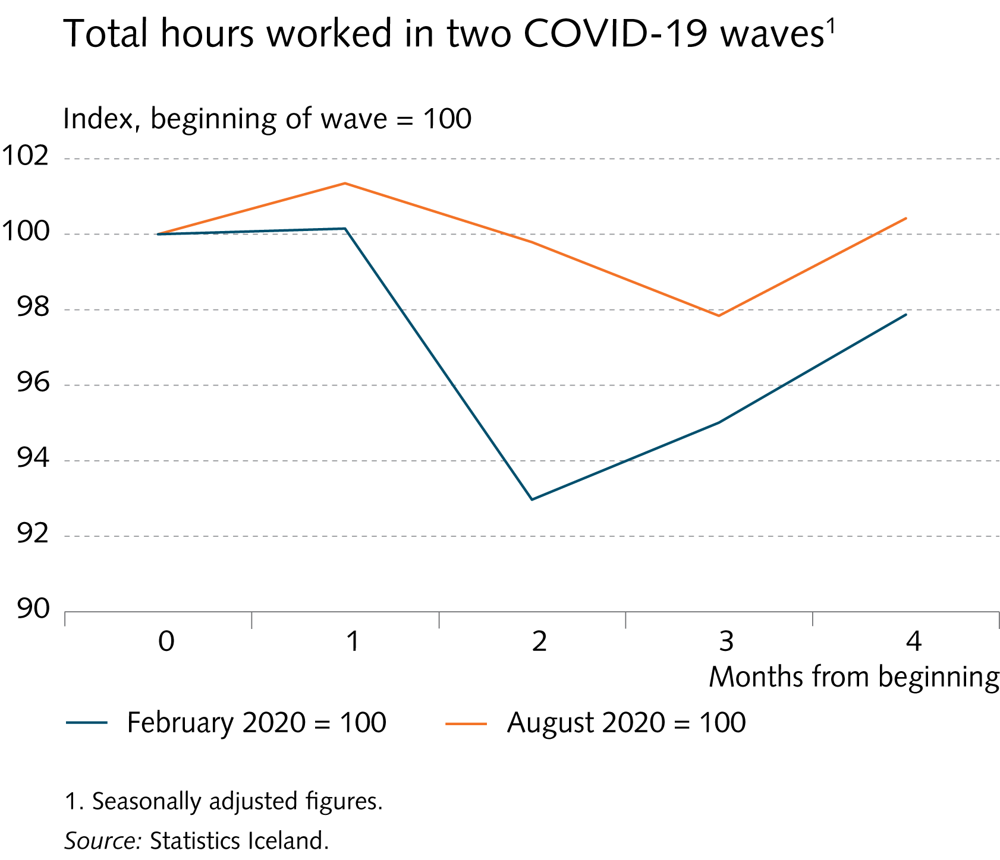 Total hours worked in two COVID-19 waves¹
Index, beginning of wave = 100
102
100
98
96
94
92
90
0 1 2 3 4
Months from beginning
February 2020 = 100 August 2020 = 100
1. Seasonally adjusted figures.
Source: Statistics Iceland.